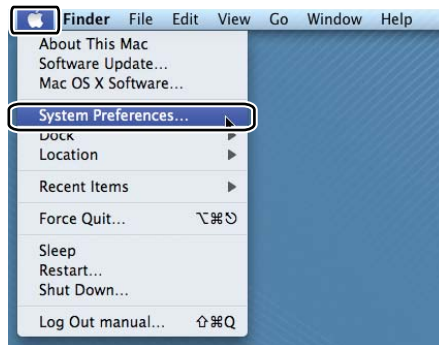 Finder File Edit View Go Window Help
About This Mac
Software Update...
Mac OS X Software...
System Preferences...
Dock
Location
Recent Items
Force Quit... ⌥⌘⎋
Sleep
Restart...
Shut Down...
Log Out manual... ⇧⌘Q